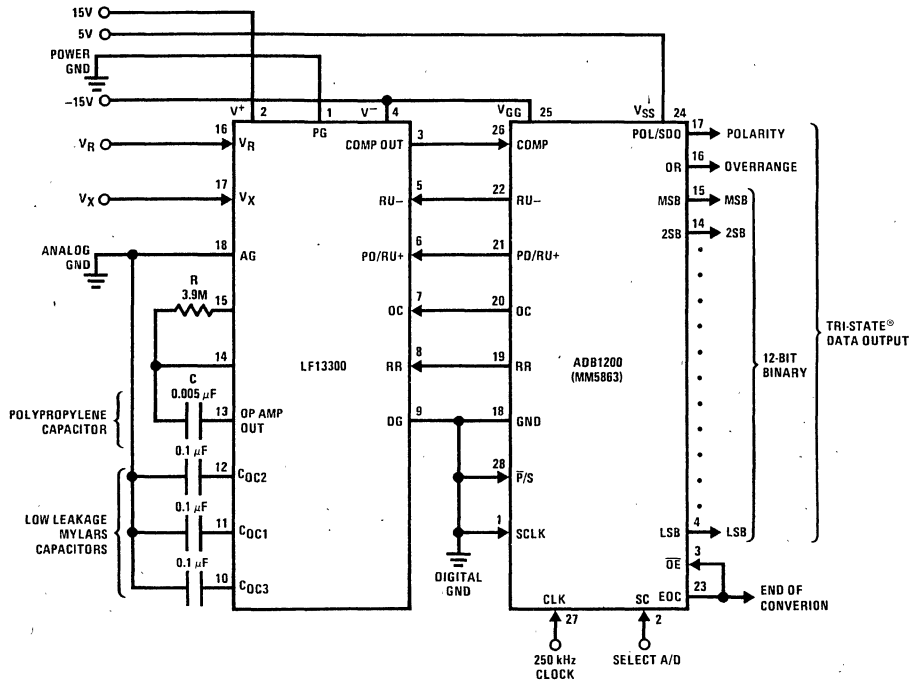 15V
5V
POWER
GND
-15V
V+
2
1
V-
4
VGG
25
VSS
24
PG
16
VR
VR
COMP OUT
3
26
COMP
POL/SDO
17
POLARITY
OR
16
OVERRANGE
17
VX
VX
RU-
5
22
RU-
MSB
15
MSB
2SB
14
2SB
ANALOG
GND
18
AG
PD/RU+
6
21
PD/RU+
R
3.9M
15
OC
7
20
OC
TRI-STATE®
DATA OUTPUT
14
LF13300
RR
8
19
RR
ADB1200
(MM5863)
12-BIT
BINARY
C
0.005 µF
POLYPROPYLENE
CAPACITOR
13
OP AMP
OUT
DG
9
18
GND
0.1 µF
12
COC2
28
P̅/S
LOW LEAKAGE
MYLARS
CAPACITORS
0.1 µF
11
COC1
1
SCLK
LSB
4
LSB
0.1 µF
10
COC3
DIGITAL
GND
O̅E̅
3
EOC
23
END OF
CONVERION
CLK
27
SC
2
250 kHz
CLOCK
SELECT A/D